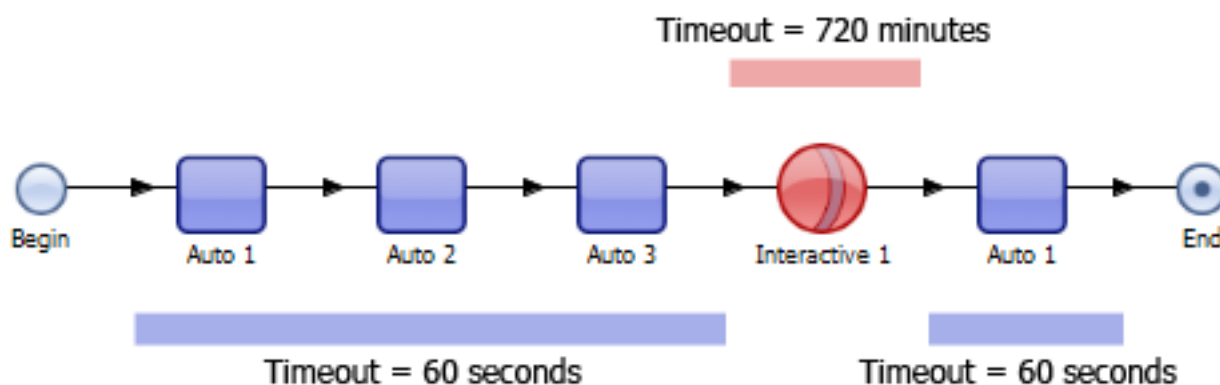 Timeout = 720 minutes
Begin
Auto 1
Auto 2
Auto 3
Interactive 1
Auto 1
End
Timeout = 60 seconds
Timeout = 60 seconds